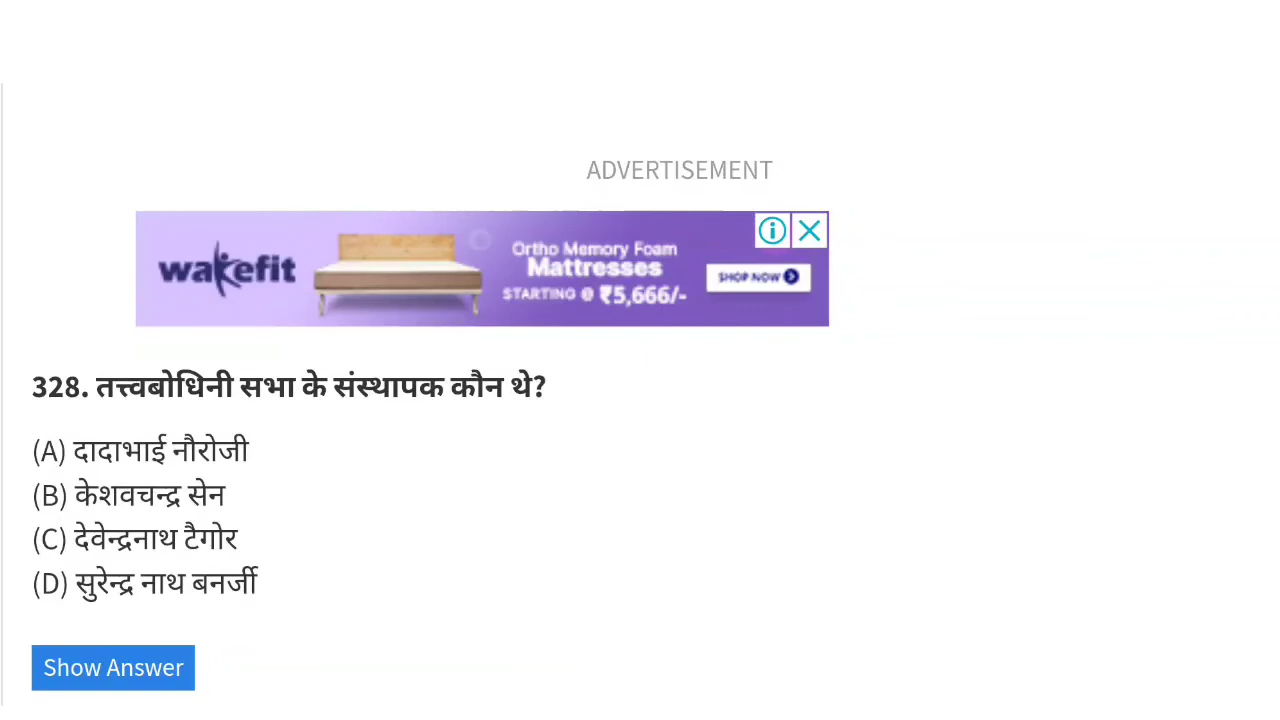 ADVERTISEMENT
wakefit
Ortho Memory Foam
Mattresses
STARTING @ ₹5,666/-
SHOP NOW
328. तत्त्वबोधिनी सभा के संस्थापक कौन थे?
(A) दादाभाई नौरोजी
(B) केशवचन्द्र सेन
(C) देवेन्द्रनाथ टैगोर
(D) सुरेन्द्र नाथ बनर्जी
Show Answer